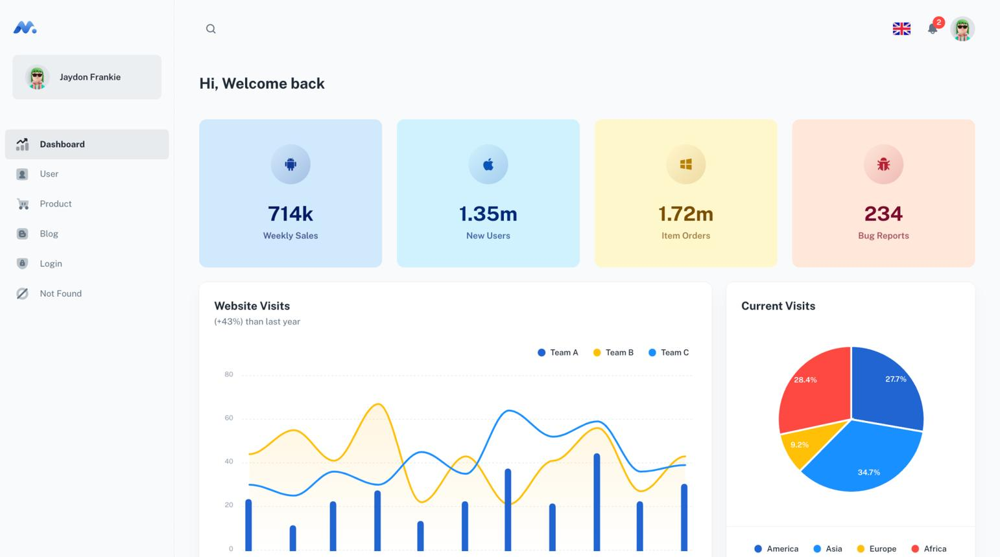 2
Jaydon Frankie
Hi, Welcome back
Dashboard
User
Product
Blog
Login
Not Found
714k
Weekly Sales
1.35m
New Users
1.72m
Item Orders
234
Bug Reports
Website Visits
(+43%) than last year
Team A Team B Team C
80
60
40
20
0
Current Visits
28.4%
27.7%
9.2%
34.7%
America Asia Europe Africa